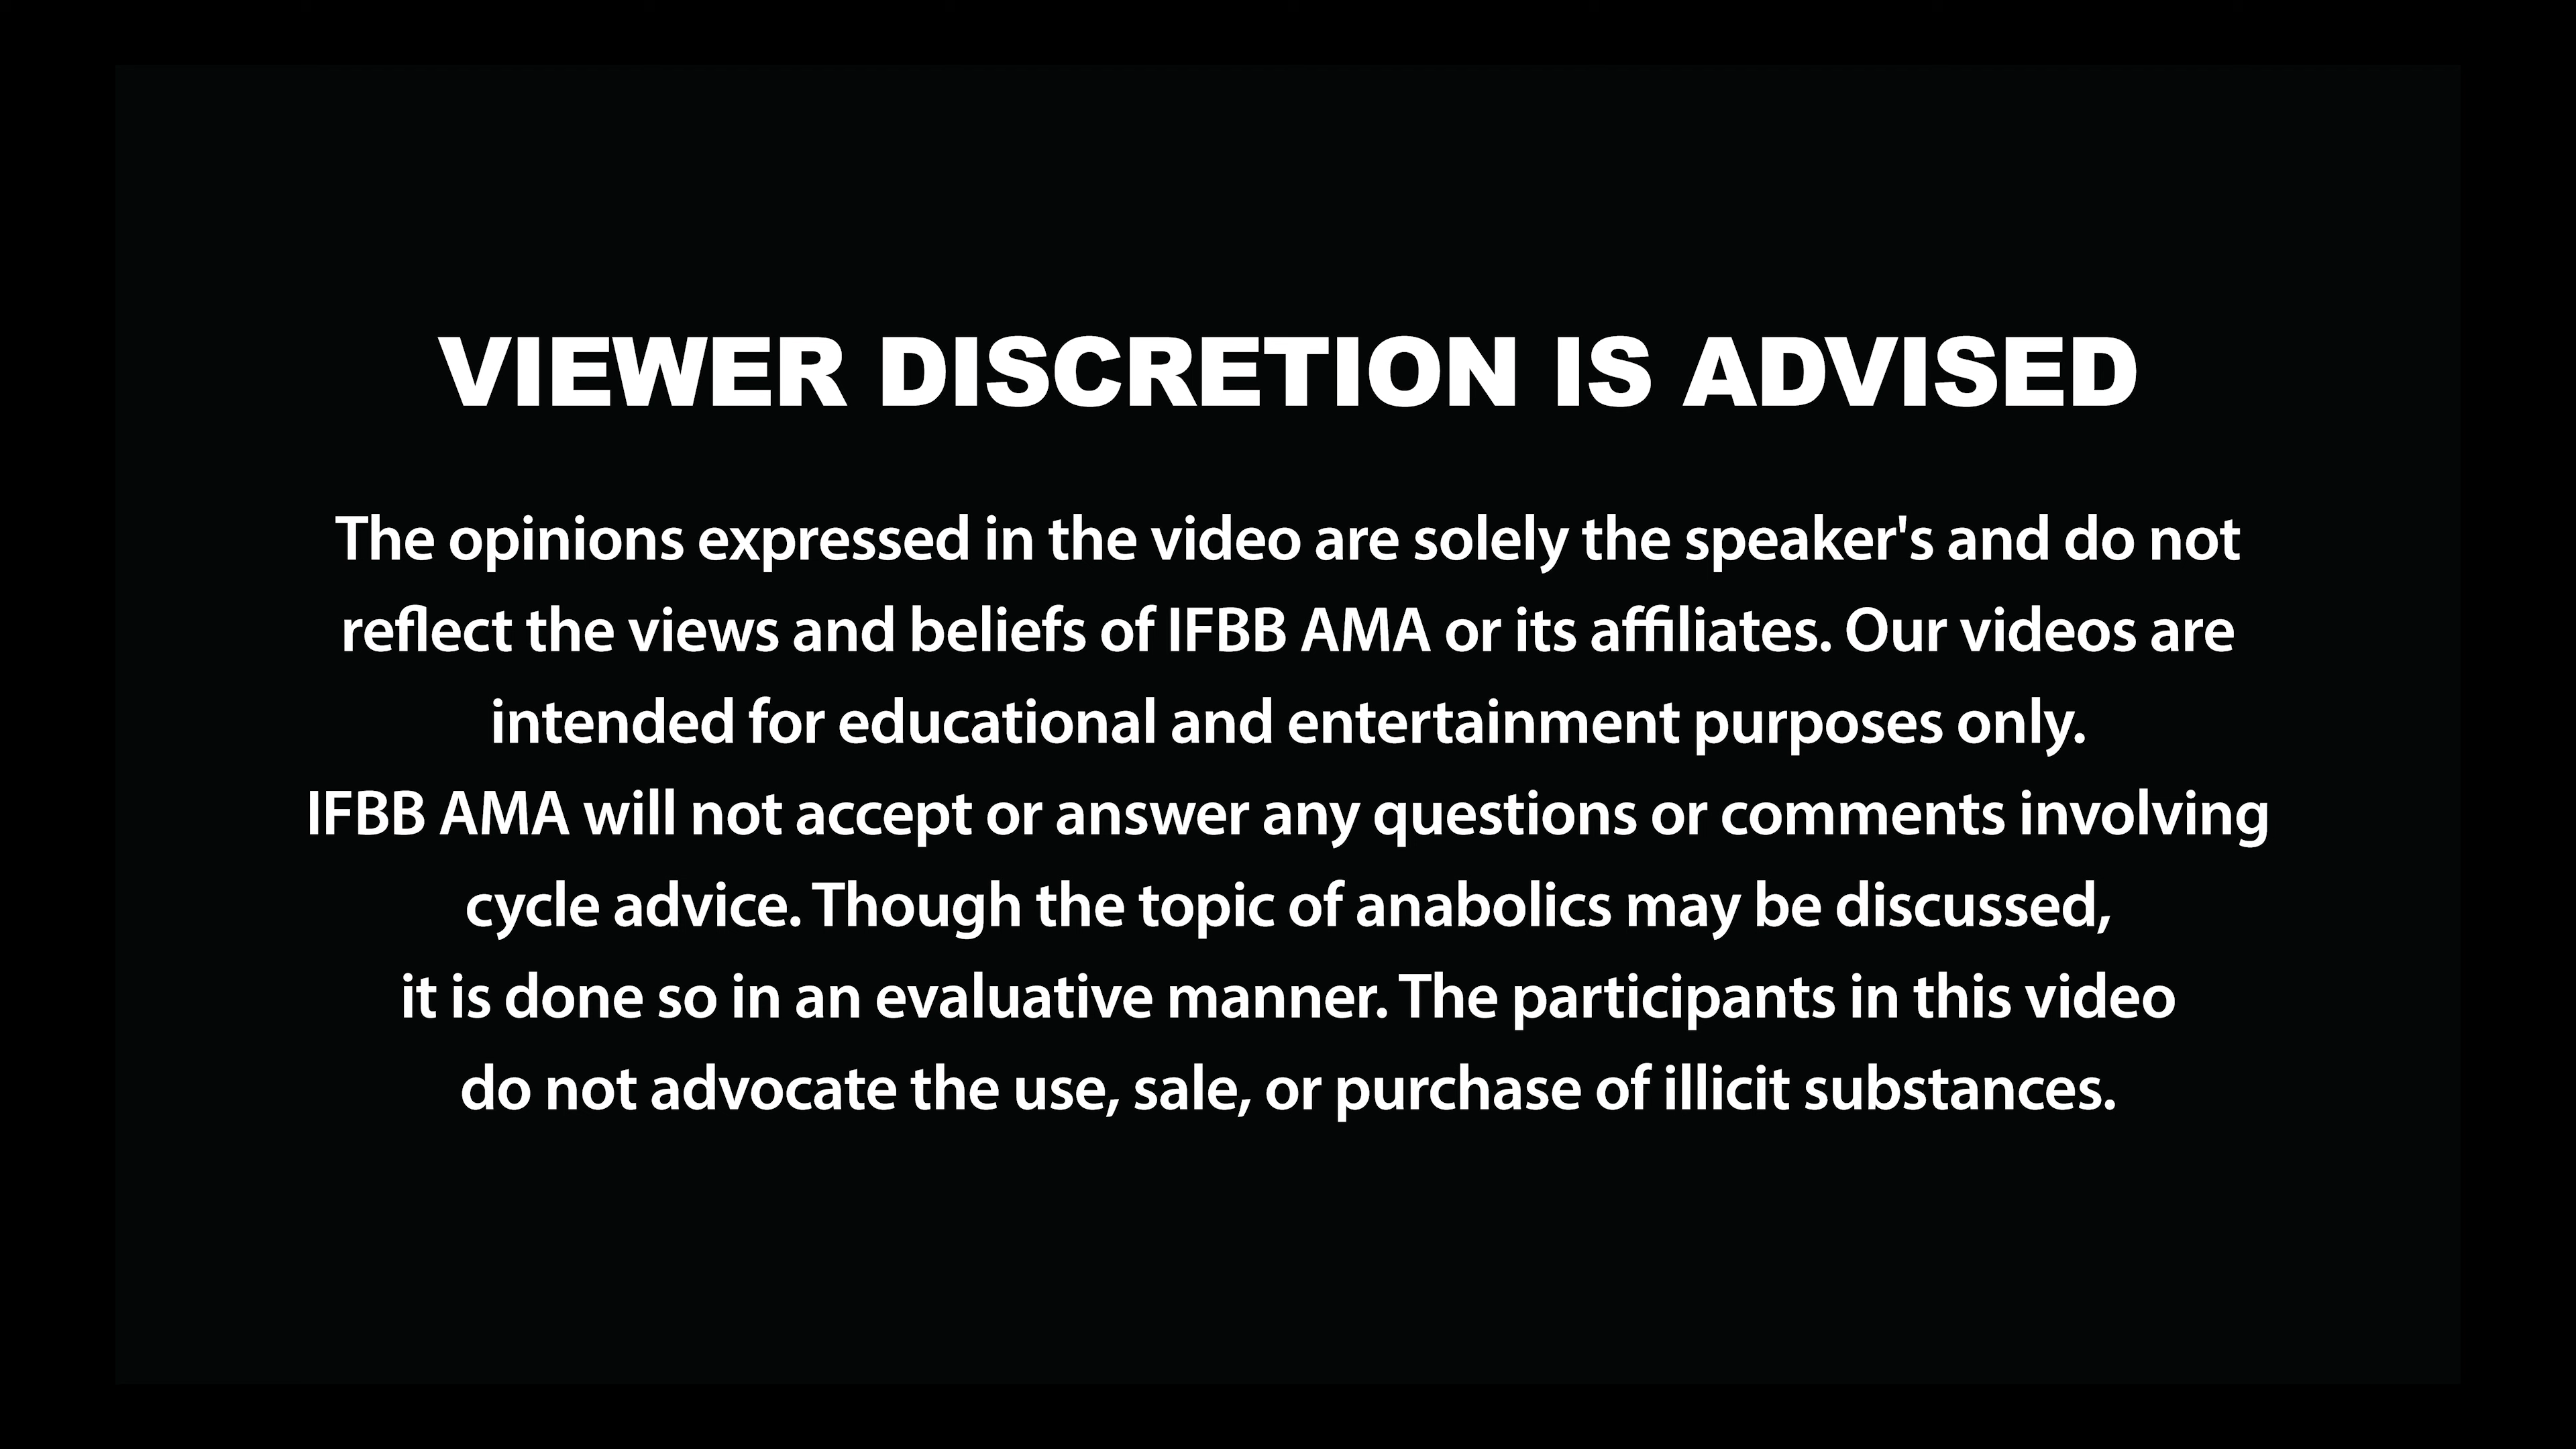 VIEWER DISCRETION IS ADVISED
The opinions expressed in the video are solely the speaker's and do not
reflect the views and beliefs of IFBB AMA or its affiliates. Our videos are
intended for educational and entertainment purposes only.
IFBB AMA will not accept or answer any questions or comments involving
cycle advice. Though the topic of anabolics may be discussed,
it is done so in an evaluative manner. The participants in this video
do not advocate the use, sale, or purchase of illicit substances.